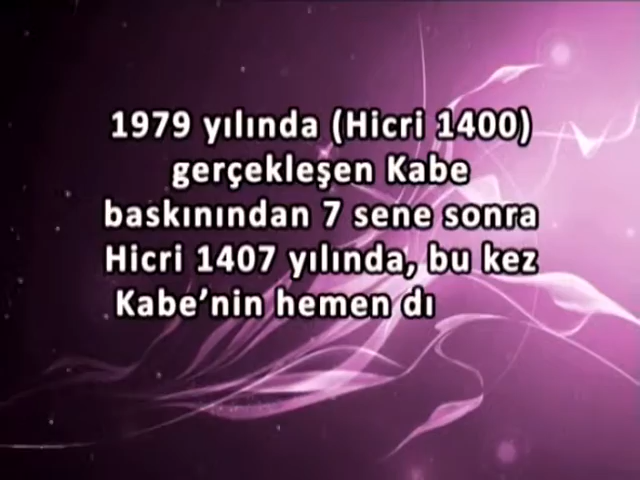 1979 yılında (Hicri 1400)
gerçekleşen Kabe
baskınından 7 sene sonra
Hicri 1407 yılında, bu kez
Kabe'nin hemen dı